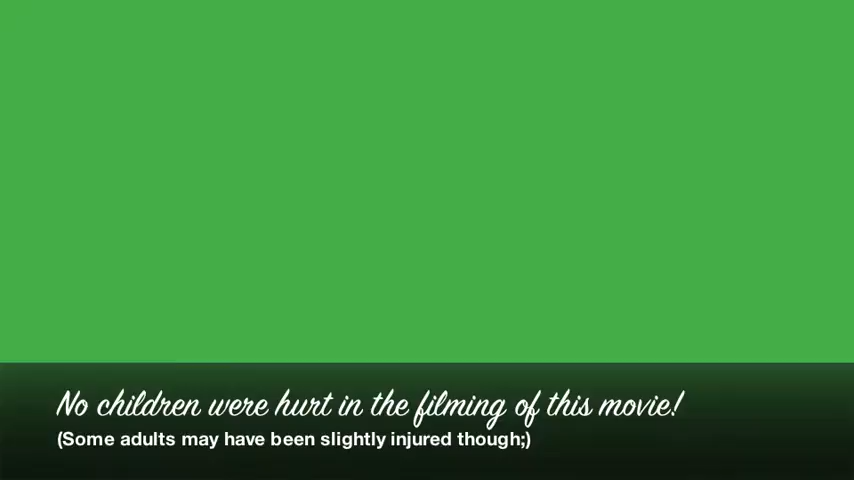 No children were hurt in the filming of this movie!
(Some adults may have been slightly injured though;)